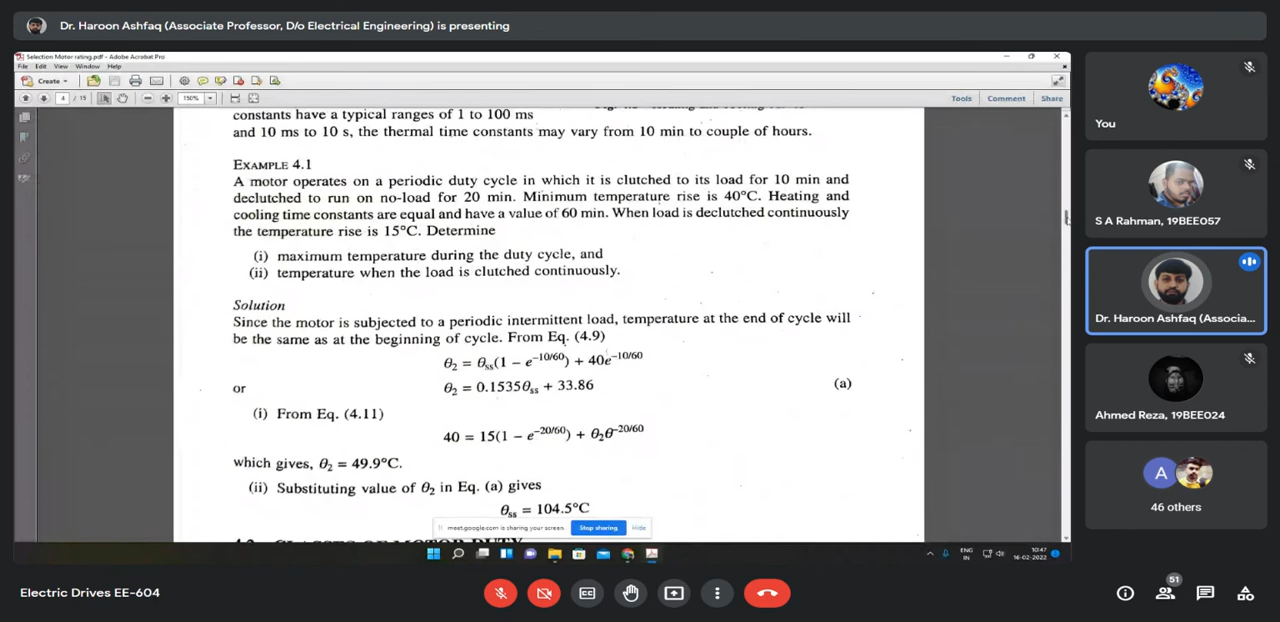 Dr. Haroon Ashfaq (Associate Professor, D/o Electrical Engineering) is presenting
Selection Motor rating.pdf - Adobe Acrobat Pro
File Edit View Window Help
Create
4 / 15
150%
Tools
Comment
Share
constants have a typical ranges of 1 to 100 ms
and 10 ms to 10 s, the thermal time constants may vary from 10 min to couple of hours.
EXAMPLE 4.1
A motor operates on a periodic duty cycle in which it is clutched to its load for 10 min and
declutched to run on no-load for 20 min. Minimum temperature rise is 40°C. Heating and
cooling time constants are equal and have a value of 60 min. When load is declutched continuously
the temperature rise is 15°C. Determine
(i) maximum temperature during the duty cycle, and
(ii) temperature when the load is clutched continuously.
Solution
Since the motor is subjected to a periodic intermittent load, temperature at the end of cycle will
be the same as at the beginning of cycle. From Eq. (4.9)
θ₂ = θss(1 − e^−10/60) + 40e^−10/60
or
θ₂ = 0.1535θss + 33.86 (a)
(i) From Eq. (4.11)
40 = 15(1 − e^−20/60) + θ₂θ^−20/60
which gives, θ₂ = 49.9°C.
(ii) Substituting value of θ₂ in Eq. (a) gives
θss = 104.5°C
meet.google.com is sharing your screen.
Stop sharing
Hide
ENG
IN
10:47
16-02-2022
You
S A Rahman, 19BEE057
Dr. Haroon Ashfaq (Associa...
Ahmed Reza, 19BEE024
A
46 others
Electric Drives EE-604
51